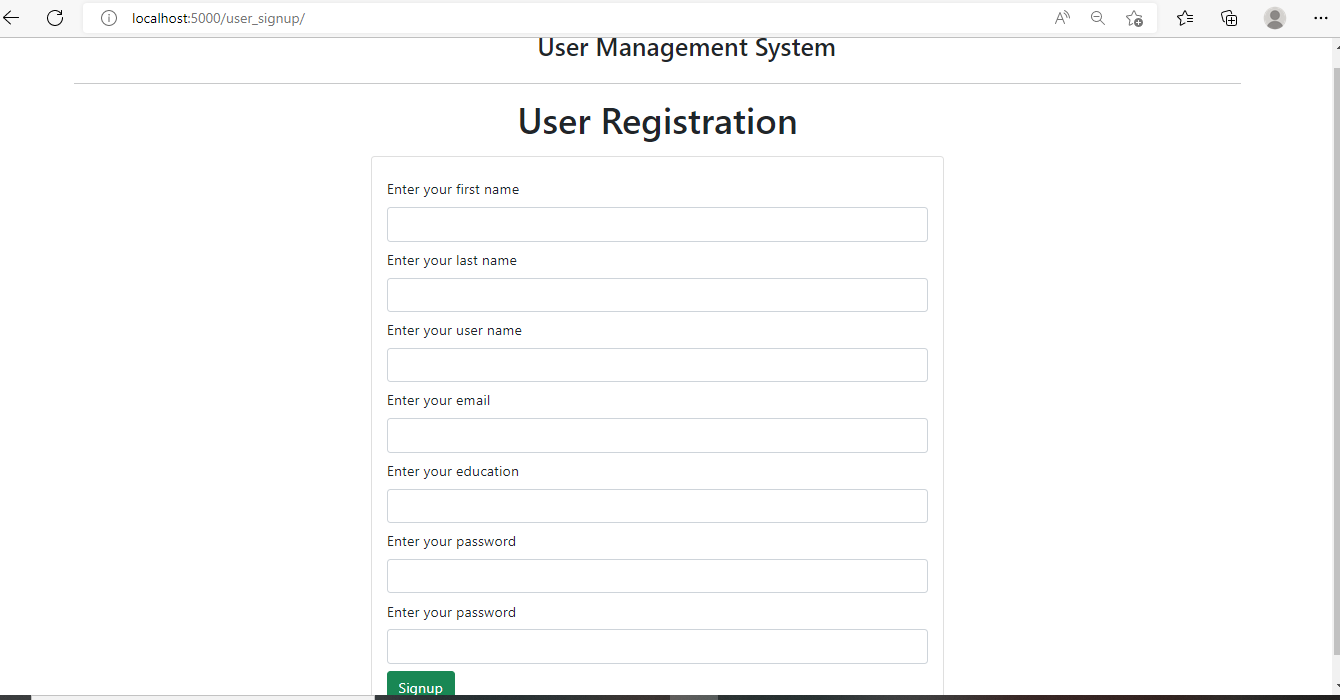 localhost:5000/user_signup/
User Management System
User Registration
Enter your first name
Enter your last name
Enter your user name
Enter your email
Enter your education
Enter your password
Enter your password
Signup